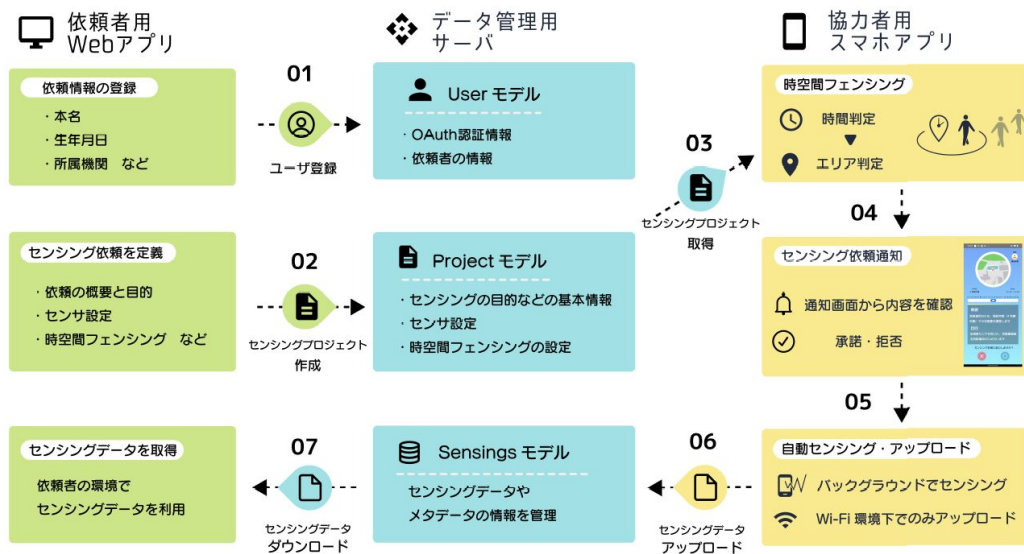 依頼者用
Webアプリ
データ管理用
サーバ
協力者用
スマホアプリ
依頼情報の登録
・本名
・生年月日
・所属機関 など
01
ユーザ登録
User モデル
・OAuth認証情報
・依頼者の情報
03
センシングプロジェクト
取得
時空間フェンシング
時間判定
エリア判定
04
センシング依頼を定義
・依頼の概要と目的
・センサ設定
・時空間フェンシング など
02
センシングプロジェクト
作成
Project モデル
・センシングの目的などの基本情報
・センサ設定
・時空間フェンシングの設定
センシング依頼通知
通知画面から内容を確認
承諾・拒否
05
センシングデータを取得
依頼者の環境で
センシングデータを利用
07
センシングデータ
ダウンロード
Sensings モデル
センシングデータや
メタデータの情報を管理
06
センシングデータ
アップロード
自動センシング・アップロード
バックグラウンドでセンシング
Wi-Fi 環境下でのみアップロード